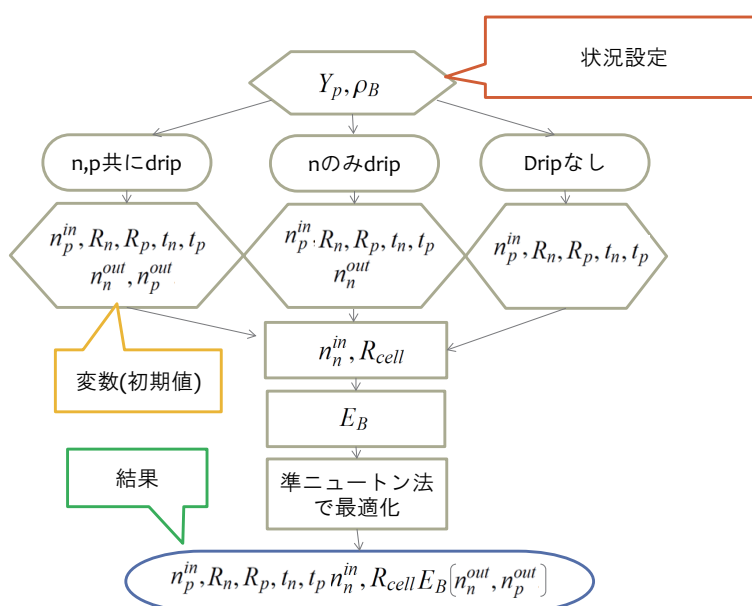 状況設定
Y_p, ρ_B
n,p共にdrip
nのみdrip
Dripなし
n_p^{in}, R_n, R_p, t_n, t_p
n_n^{out}, n_p^{out}
n_p^{in}, R_n, R_p, t_n, t_p
n_n^{out}
n_p^{in}, R_n, R_p, t_n, t_p
変数(初期値)
n_n^{in}, R_{cell}
E_B
準ニュートン法
で最適化
結果
n_p^{in}, R_n, R_p, t_n, t_p n_n^{in}, R_{cell} E_B [n_n^{out}, n_p^{out}]